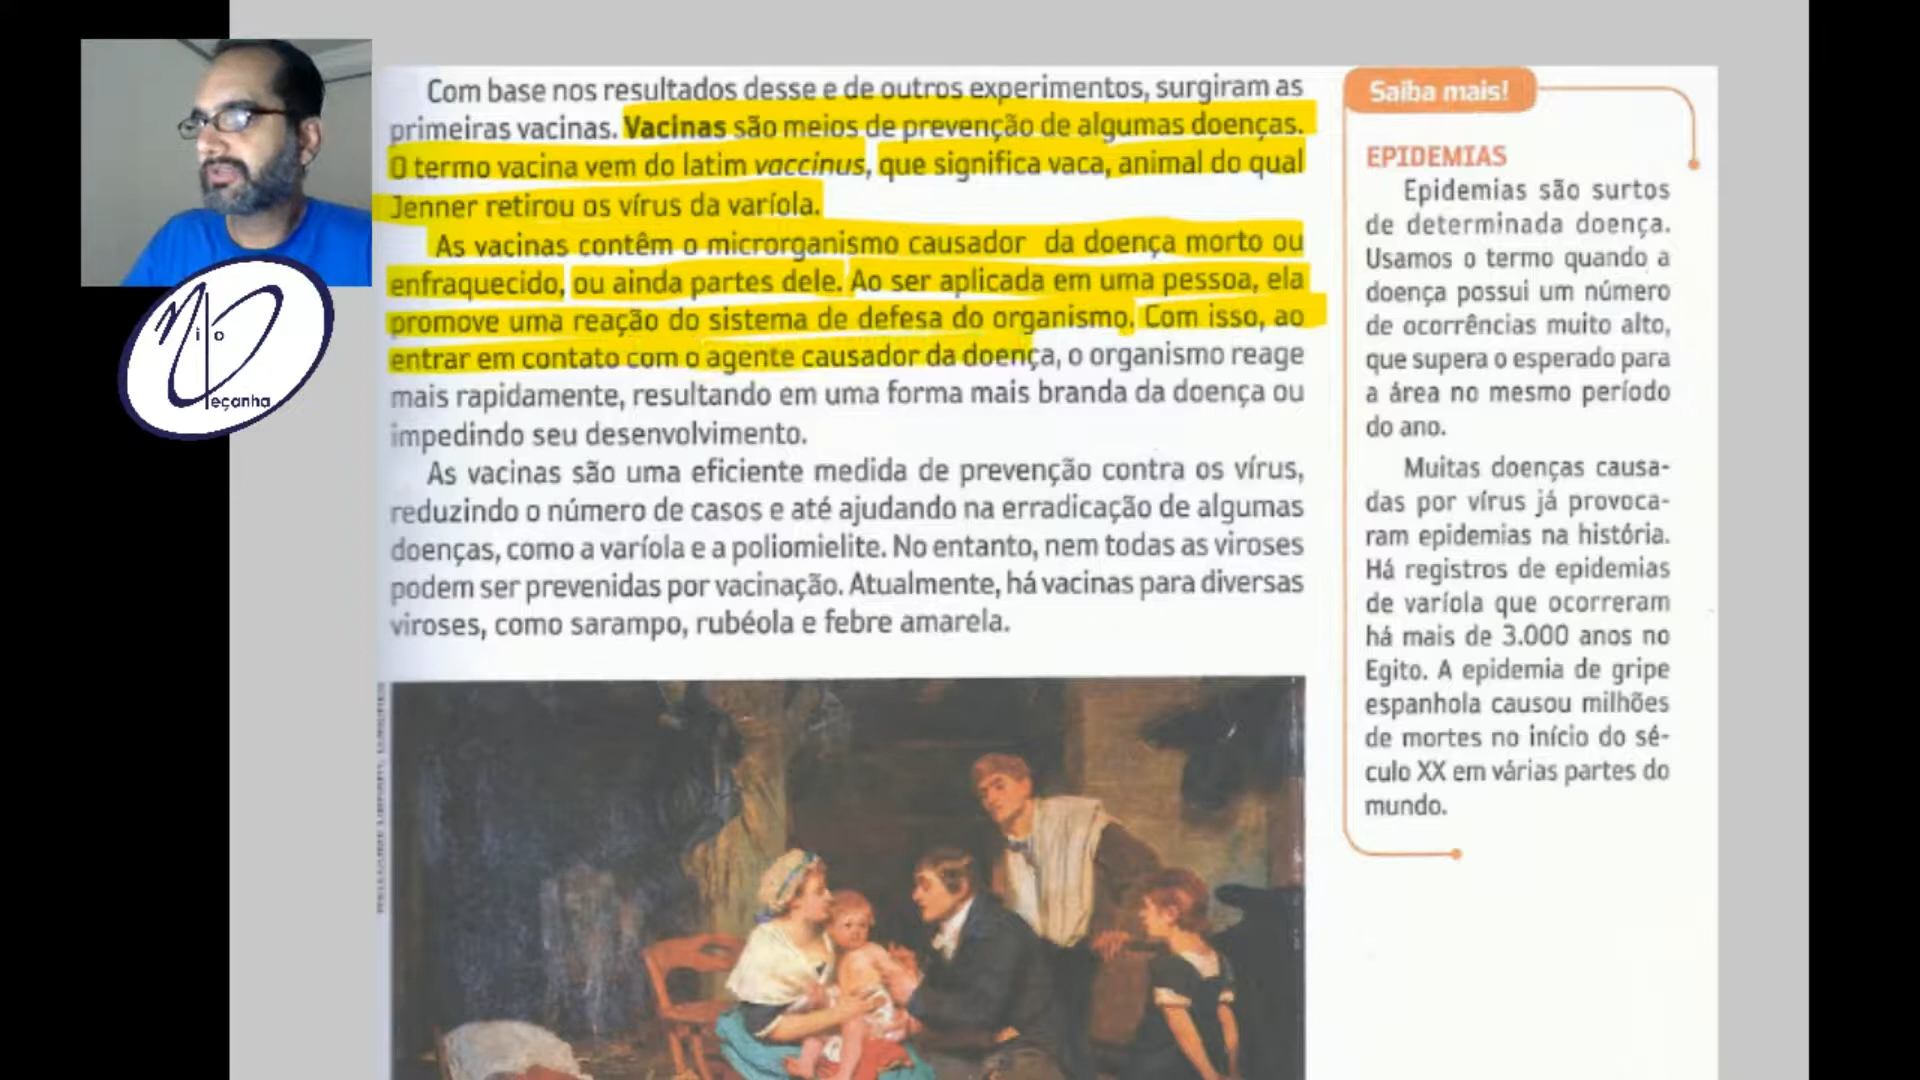 Com base nos resultados desse e de outros experimentos, surgiram as
primeiras vacinas. Vacinas são meios de prevenção de algumas doenças.
O termo vacina vem do latim vaccinus, que significa vaca, animal do qual
Jenner retirou os vírus da varíola.
As vacinas contêm o microrganismo causador da doença morto ou
enfraquecido, ou ainda partes dele. Ao ser aplicada em uma pessoa, ela
promove uma reação do sistema de defesa do organismo. Com isso, ao
entrar em contato com o agente causador da doença, o organismo reage
mais rapidamente, resultando em uma forma mais branda da doença ou
impedindo seu desenvolvimento.
As vacinas são uma eficiente medida de prevenção contra os vírus,
reduzindo o número de casos e até ajudando na erradicação de algumas
doenças, como a varíola e a poliomielite. No entanto, nem todas as viroses
podem ser prevenidas por vacinação. Atualmente, há vacinas para diversas
viroses, como sarampo, rubéola e febre amarela.
Saiba mais!
EPIDEMIAS
Epidemias são surtos
de determinada doença.
Usamos o termo quando a
doença possui um número
de ocorrências muito alto,
que supera o esperado para
a área no mesmo período
do ano.
Muitas doenças causa-
das por vírus já provoca-
ram epidemias na história.
Há registros de epidemias
de varíola que ocorreram
há mais de 3.000 anos no
Egito. A epidemia de gripe
espanhola causou milhões
de mortes no início do sé-
culo XX em várias partes do
mundo.
Nilo
Peçanha